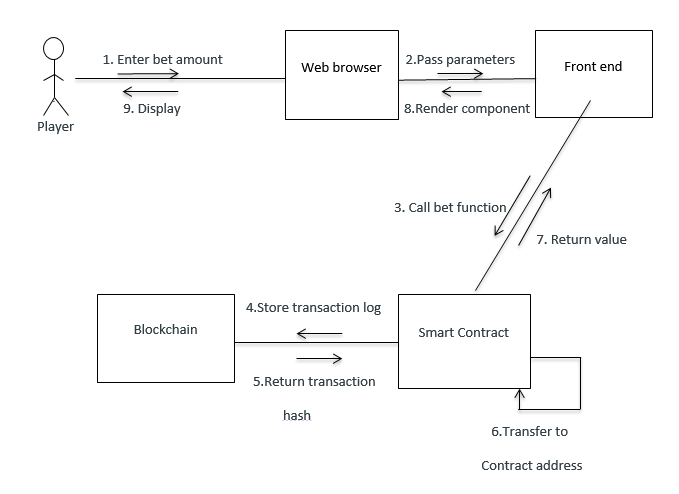 1. Enter bet amount
9. Display
Player
Web browser
2.Pass parameters
8.Render component
Front end
3. Call bet function
7. Return value
Blockchain
4.Store transaction log
5.Return transaction
hash
Smart Contract
6.Transfer to
Contract address